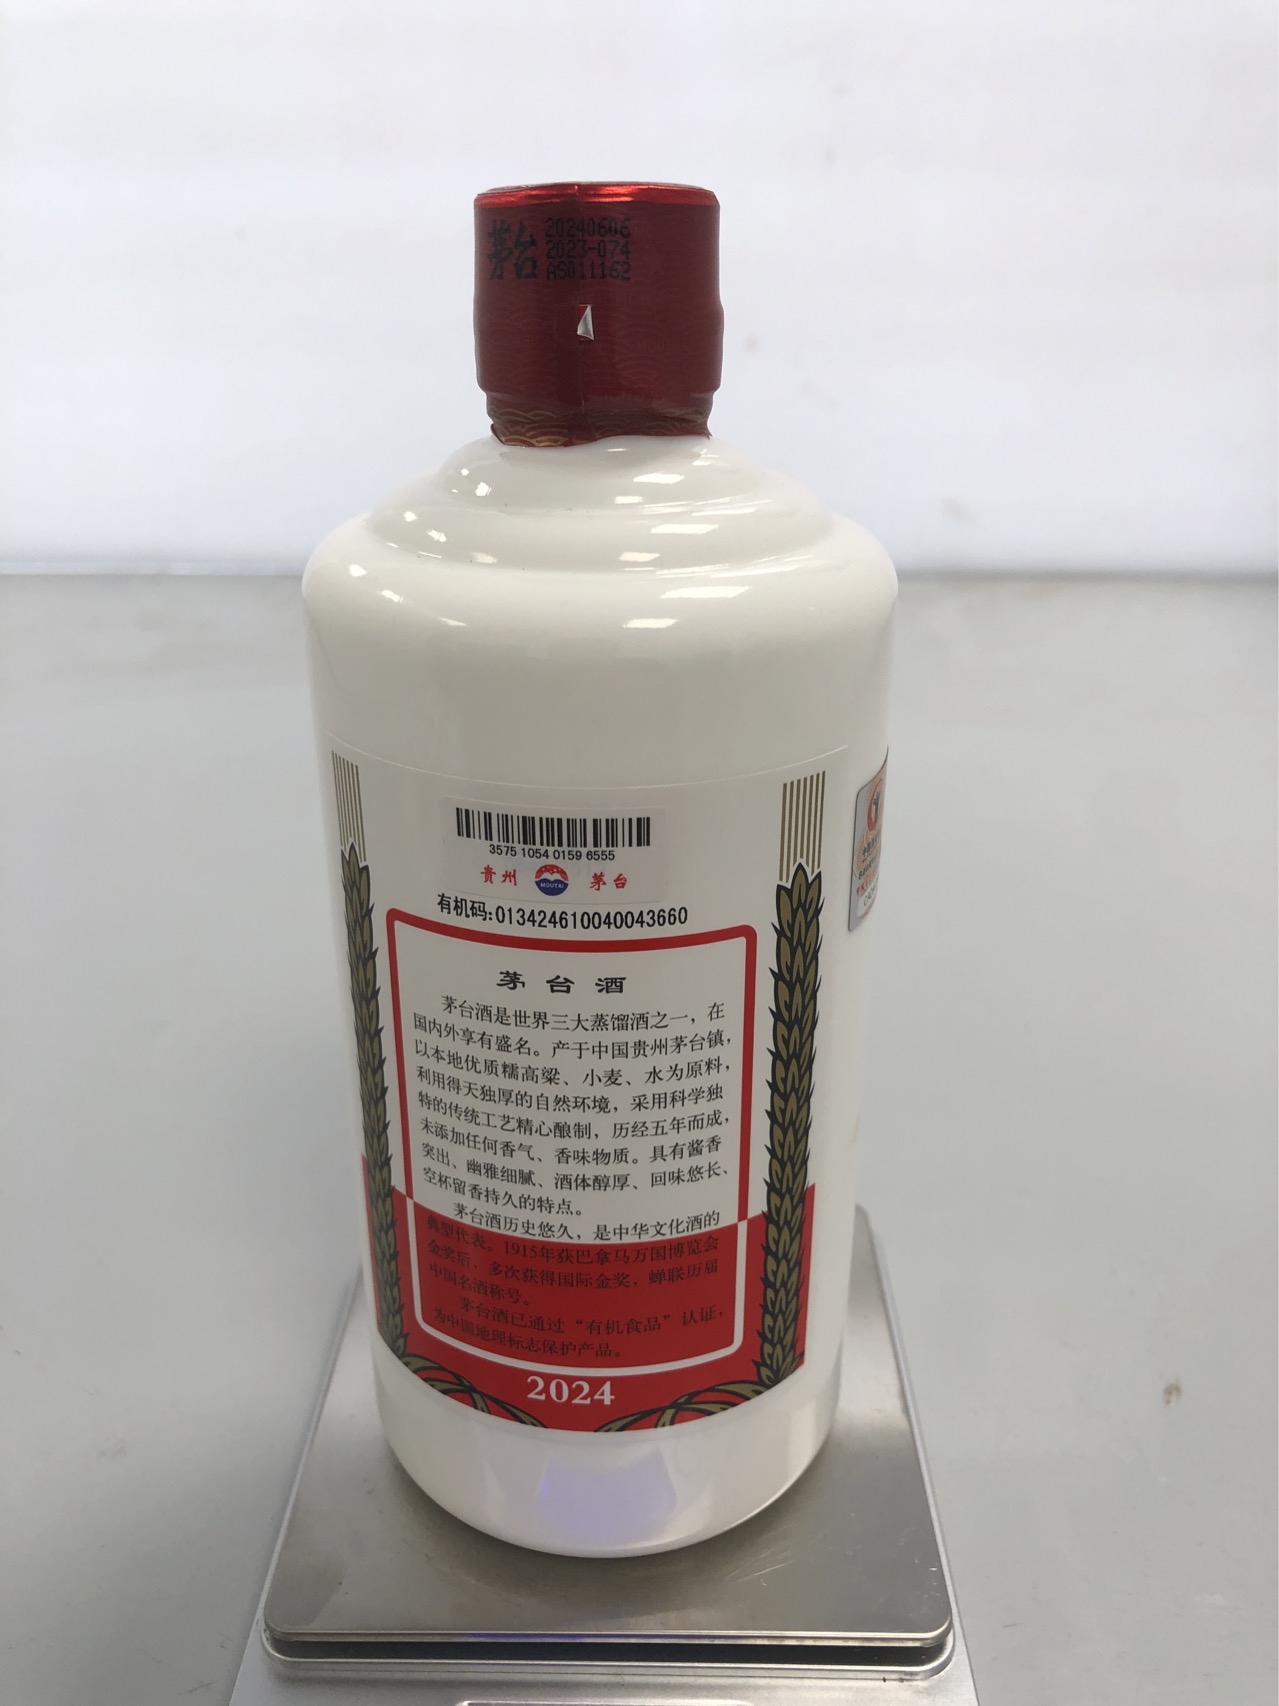 茅台
20240606
2023-074
AS011162
3575 1054 0159 6555
贵州
MOUTAI
茅台
有机码:013424610040043660
茅台酒
茅台酒是世界三大蒸馏酒之一，在
国内外享有盛名。产于中国贵州茅台镇，
以本地优质糯高粱、小麦、水为原料，
利用得天独厚的自然环境，采用科学独
特的传统工艺精心酿制，历经五年而成，
未添加任何香气、香味物质。具有酱香
突出、幽雅细腻、酒体醇厚、回味悠长、
空杯留香持久的特点。
茅台酒历史悠久，是中华文化酒的
典型代表。1915年获巴拿马万国博览会
金奖后，多次获得国际金奖，蝉联历届
中国名酒称号。
茅台酒已通过“有机食品”认证，
为中国地理标志保护产品。
2024